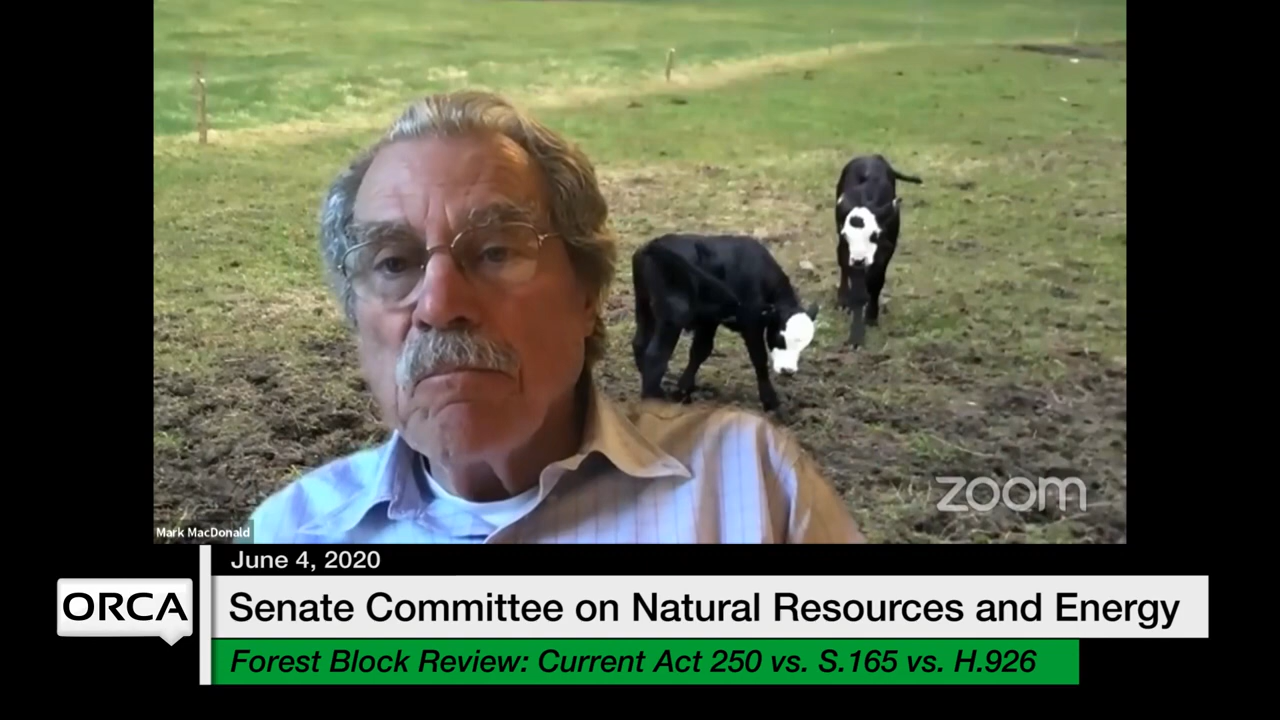 zoom
Mark MacDonald
June 4, 2020
ORCA
Senate Committee on Natural Resources and Energy
Forest Block Review: Current Act 250 vs. S.165 vs. H.926